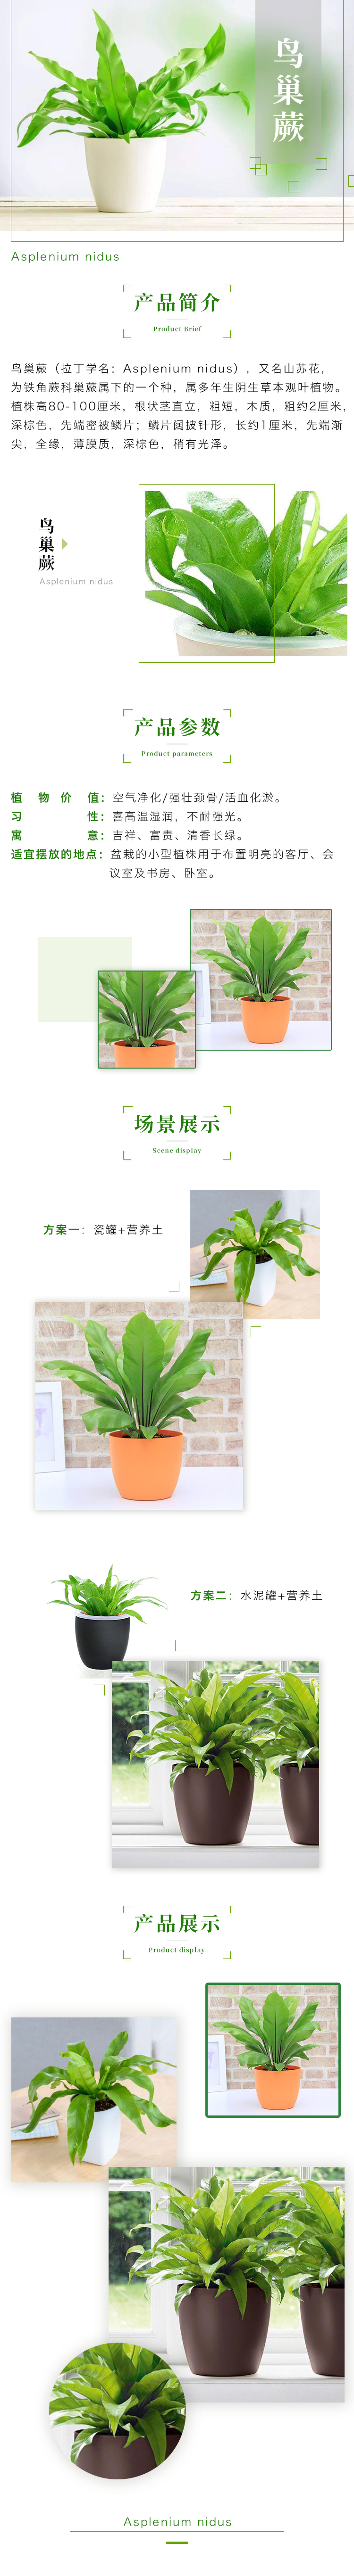 鸟巢蕨
Asplenium nidus
产品简介
Product Brief
鸟巢蕨（拉丁学名：Asplenium nidus），又名山苏花，
为铁角蕨科巢蕨属下的一个种，属多年生阴生草本观叶植物。
植株高80-100厘米，根状茎直立，粗短，木质，粗约2厘米，
深棕色，先端密被鳞片；鳞片阔披针形，长约1厘米，先端渐
尖，全缘，薄膜质，深棕色，稍有光泽。
鸟巢蕨
Asplenium nidus
产品参数
Product parameters
植物价值：空气净化/强壮颈骨/活血化淤。
习性：喜高温湿润，不耐强光。
寓意：吉祥、富贵、清香长绿。
适宜摆放的地点：盆栽的小型植株用于布置明亮的客厅、会
议室及书房、卧室。
场景展示
Scene display
方案一：瓷罐+营养土
方案二：水泥罐+营养土
产品展示
Product display
Asplenium nidus